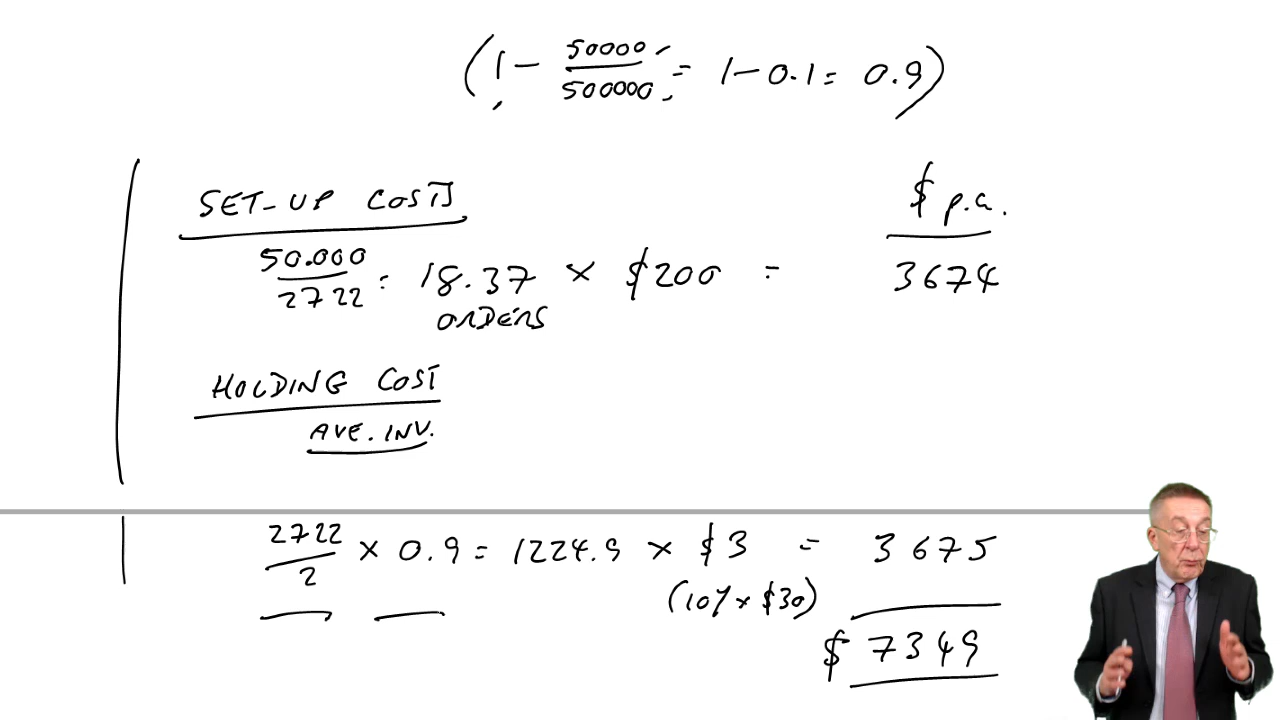 (1 - 50000/500000 = 1 - 0.1 = 0.9)
SET-UP COSTS $ p.a.
50.000/2722 = 18.37 × $200 = 3674
ORDERS
HOLDING COST
AVE. INV.
2722/2 × 0.9 = 1224.9 × $3 = 3675
(10% × $30)
$ 7349